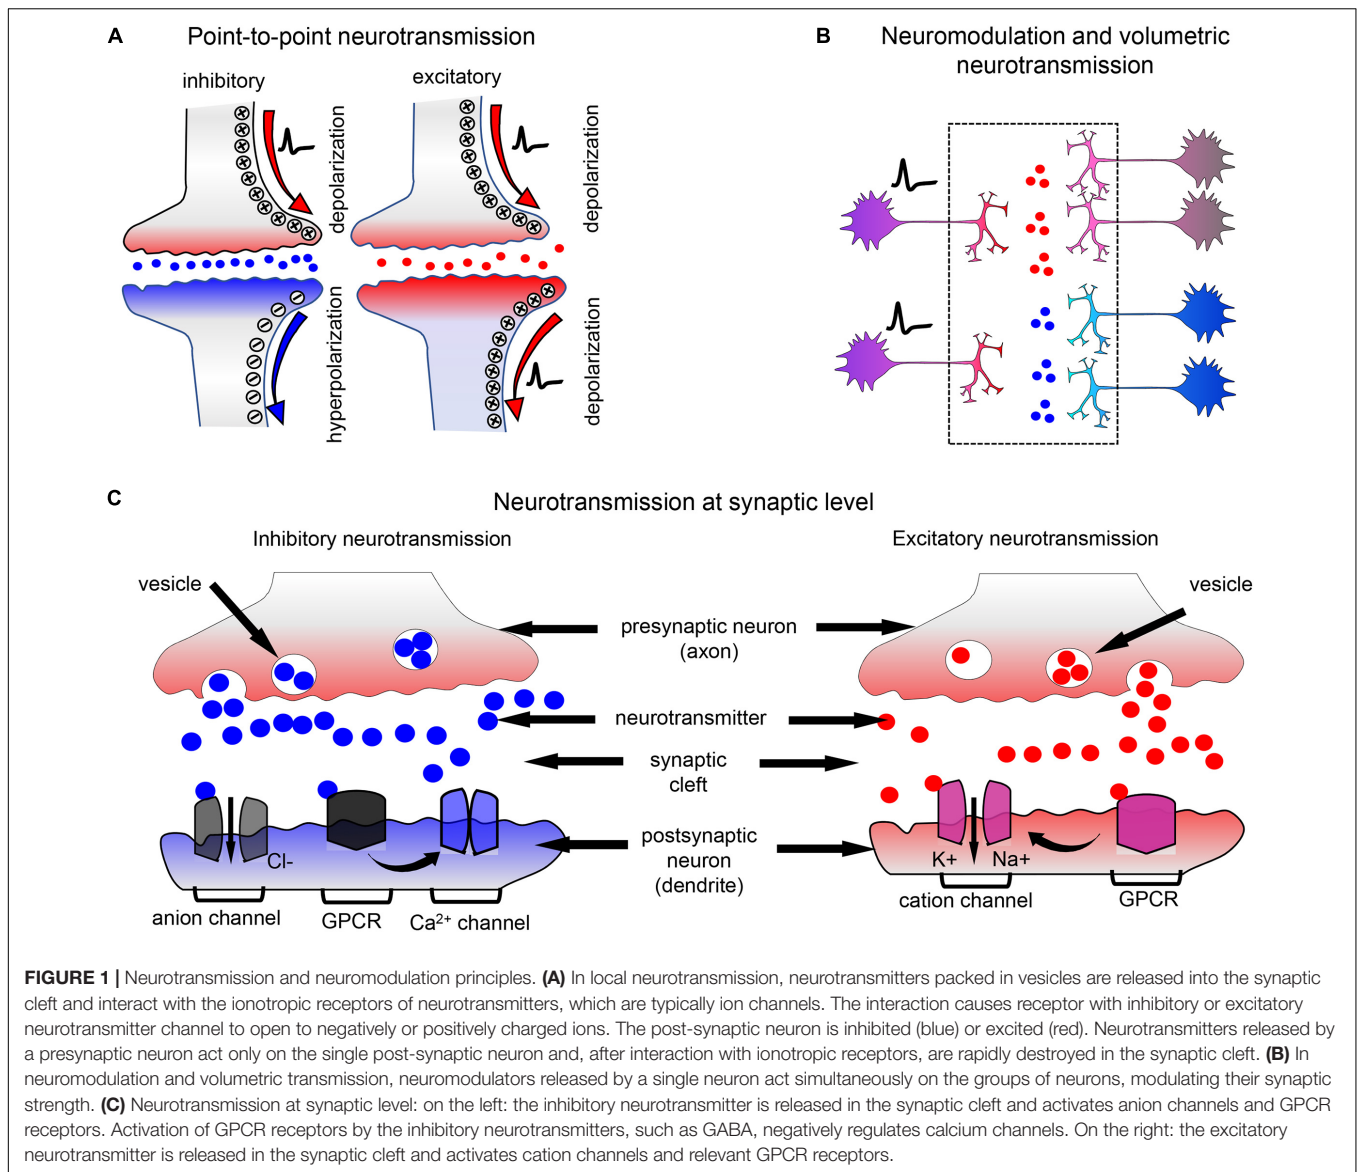 A
Point-to-point neurotransmission
inhibitory
excitatory
depolarization
depolarization
hyperpolarization
depolarization
B
Neuromodulation and volumetric
neurotransmission
C
Neurotransmission at synaptic level
Inhibitory neurotransmission
Excitatory neurotransmission
vesicle
vesicle
presynaptic neuron
(axon)
neurotransmitter
synaptic
cleft
postsynaptic
neuron
(dendrite)
Cl-
K+
Na+
anion channel
GPCR
Ca²⁺ channel
cation channel
GPCR
FIGURE 1 | Neurotransmission and neuromodulation principles. (A) In local neurotransmission, neurotransmitters packed in vesicles are released into the synaptic
cleft and interact with the ionotropic receptors of neurotransmitters, which are typically ion channels. The interaction causes receptor with inhibitory or excitatory
neurotransmitter channel to open to negatively or positively charged ions. The post-synaptic neuron is inhibited (blue) or excited (red). Neurotransmitters released by
a presynaptic neuron act only on the single post-synaptic neuron and, after interaction with ionotropic receptors, are rapidly destroyed in the synaptic cleft. (B) In
neuromodulation and volumetric transmission, neuromodulators released by a single neuron act simultaneously on the groups of neurons, modulating their synaptic
strength. (C) Neurotransmission at synaptic level: on the left: the inhibitory neurotransmitter is released in the synaptic cleft and activates anion channels and GPCR
receptors. Activation of GPCR receptors by the inhibitory neurotransmitters, such as GABA, negatively regulates calcium channels. On the right: the excitatory
neurotransmitter is released in the synaptic cleft and activates cation channels and relevant GPCR receptors.